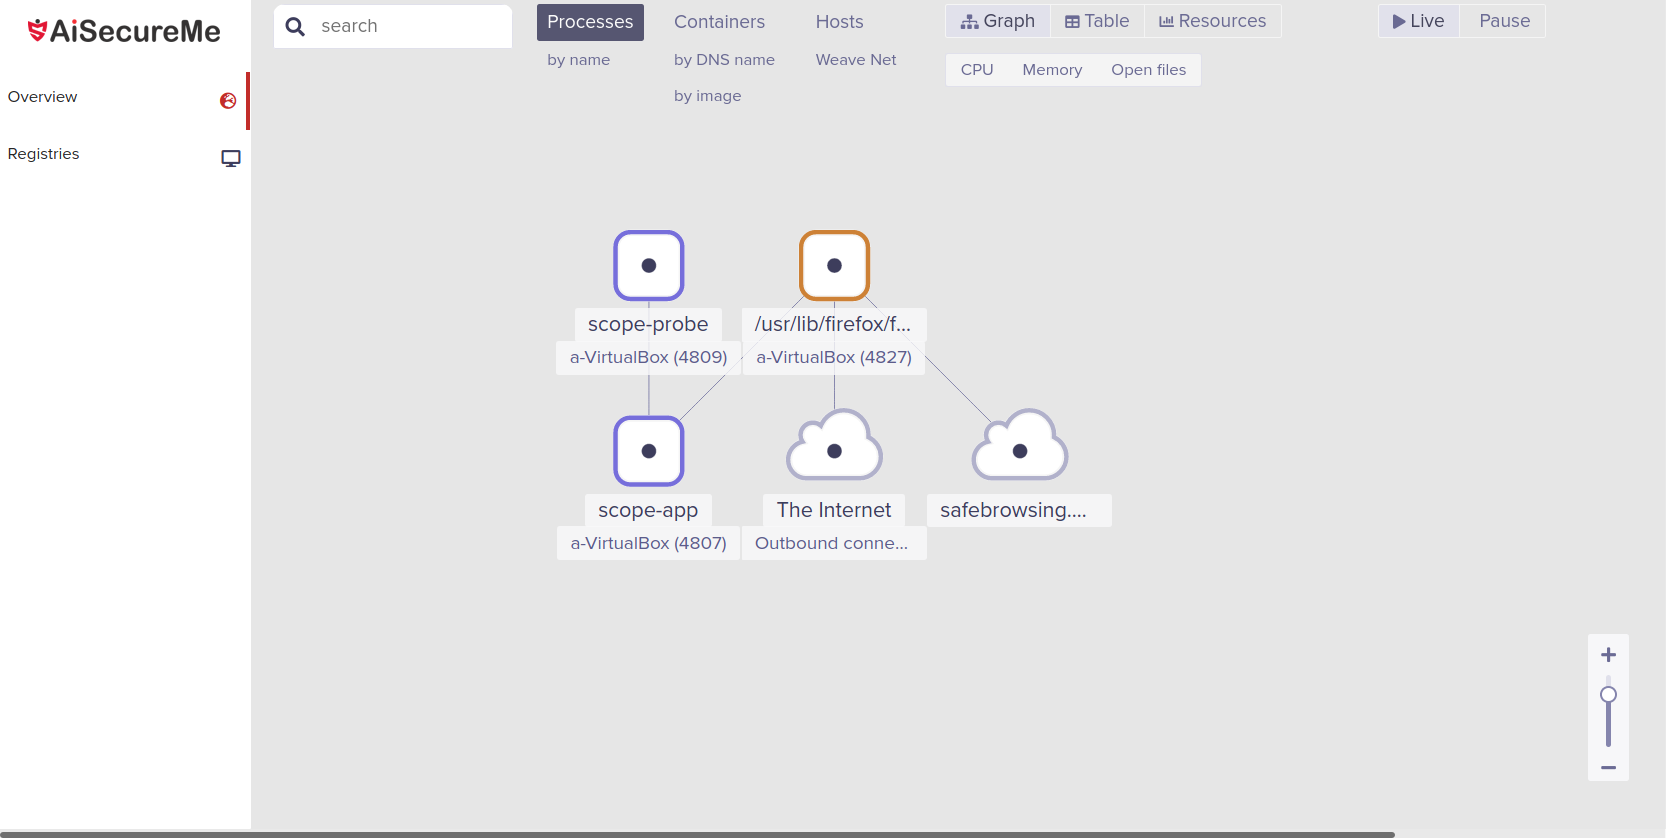 AiSecureMe
Overview
Registries
search
Processes
by name
Containers
by DNS name
by image
Hosts
Weave Net
Graph
Table
Resources
CPU
Memory
Open files
Live
Pause
scope-probe
a-VirtualBox (4809)
/usr/lib/firefox/f...
a-VirtualBox (4827)
scope-app
a-VirtualBox (4807)
The Internet
Outbound conne...
safebrowsing....